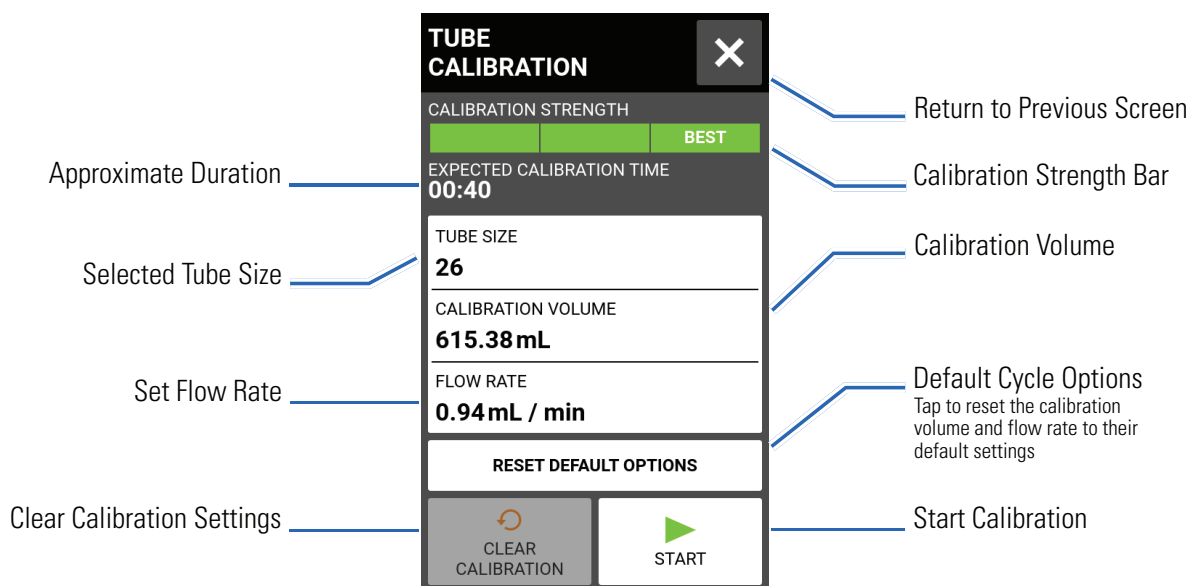 TUBE
CALIBRATION
CALIBRATION STRENGTH
BEST
EXPECTED CALIBRATION TIME
00:40
TUBE SIZE
26
CALIBRATION VOLUME
615.38 mL
FLOW RATE
0.94 mL / min
RESET DEFAULT OPTIONS
CLEAR
CALIBRATION
START
Approximate Duration
Selected Tube Size
Set Flow Rate
Clear Calibration Settings
Return to Previous Screen
Calibration Strength Bar
Calibration Volume
Default Cycle Options
Tap to reset the calibration
volume and flow rate to their
default settings
Start Calibration